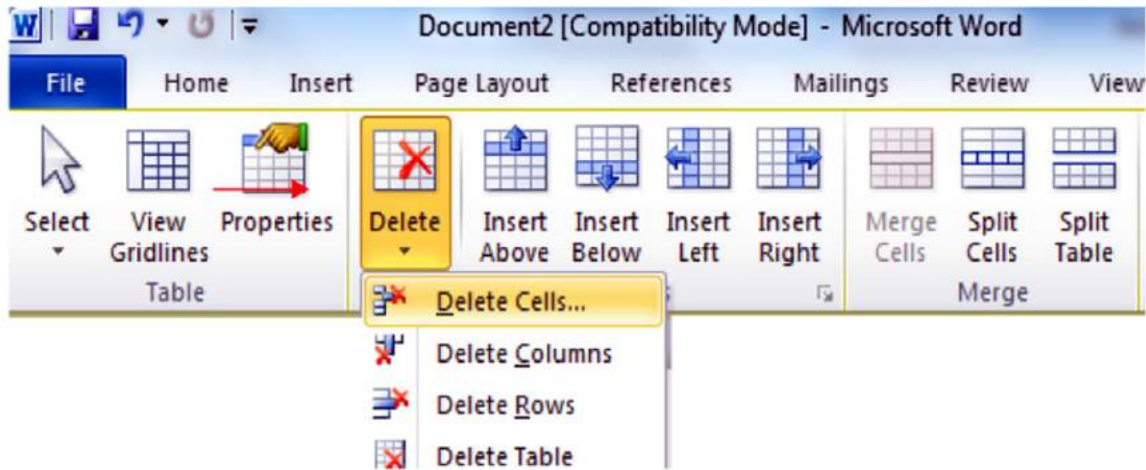 W Document2 [Compatibility Mode] - Microsoft Word
File Home Insert Page Layout References Mailings Review View
Select View Gridlines Properties Delete Insert Above Insert Below Insert Left Insert Right Merge Cells Split Cells Split Table
Table Merge
Delete Cells...
Delete Columns
Delete Rows
Delete Table